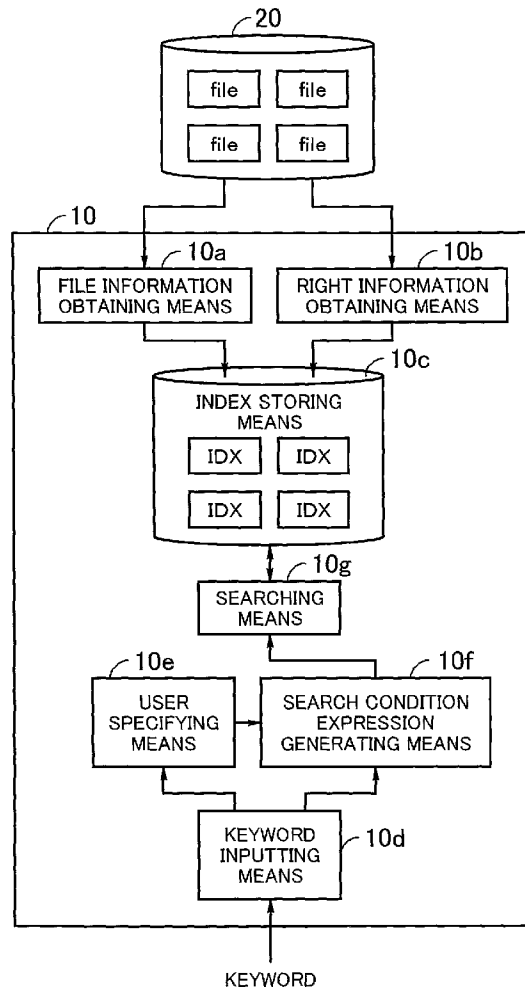 20
file file
file file
10
10a
10b
FILE INFORMATION
OBTAINING MEANS
RIGHT INFORMATION
OBTAINING MEANS
10c
INDEX STORING
MEANS
IDX IDX
IDX IDX
10g
SEARCHING
MEANS
10e
10f
USER
SPECIFYING
MEANS
SEARCH CONDITION
EXPRESSION
GENERATING MEANS
KEYWORD
INPUTTING
MEANS
10d
KEYWORD